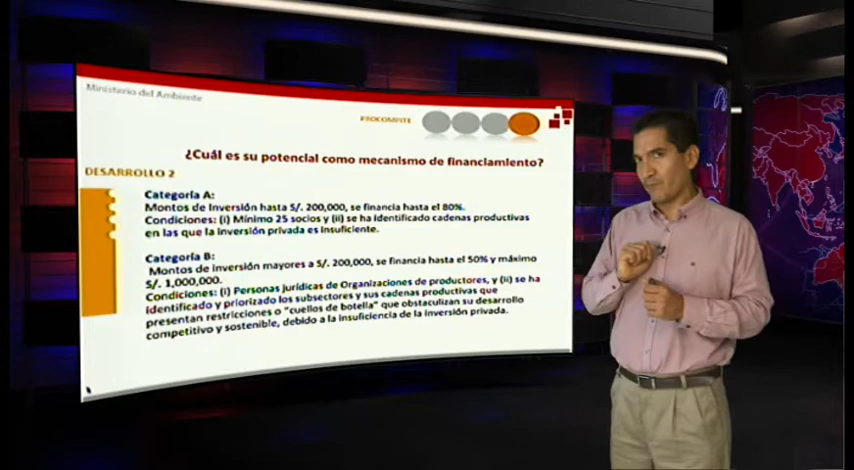 Ministerio del Ambiente
PROCOMPITE
¿Cuál es su potencial como mecanismo de financiamiento?
DESARROLLO 2
Categoría A:
Montos de Inversión hasta S/. 200,000, se financia hasta el 80%.
Condiciones: (i) Mínimo 25 socios y (ii) se ha identificado cadenas productivas
en las que la inversión privada es insuficiente.
Categoría B:
Montos de inversión mayores a S/. 200,000, se financia hasta el 50% y máximo
S/. 1,000,000.
Condiciones: (i) Personas jurídicas de Organizaciones de productores, y (ii) se ha
identificado y priorizado los subsectores y sus cadenas productivas que
presentan restricciones o "cuellos de botella" que obstaculizan su desarrollo
competitivo y sostenible, debido a la insuficiencia de la inversión privada.